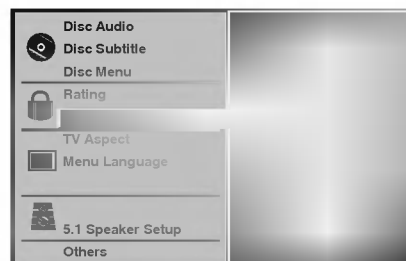 Disc Audio
Disc Subtitle
Disc Menu
Rating
TV Aspect
Menu Language
5.1 Speaker Setup
Others